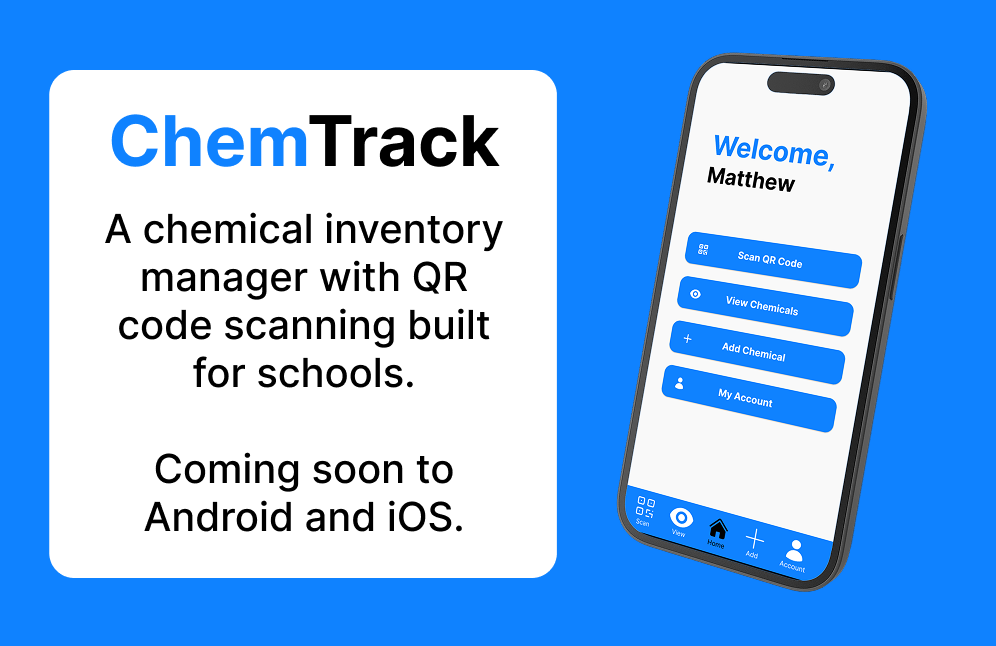 ChemTrack
A chemical inventory
manager with QR
code scanning built
for schools.
Coming soon to
Android and iOS.
Welcome,
Matthew
Scan QR Code
View Chemicals
Add Chemical
My Account
Scan
View
Home
Add
Account